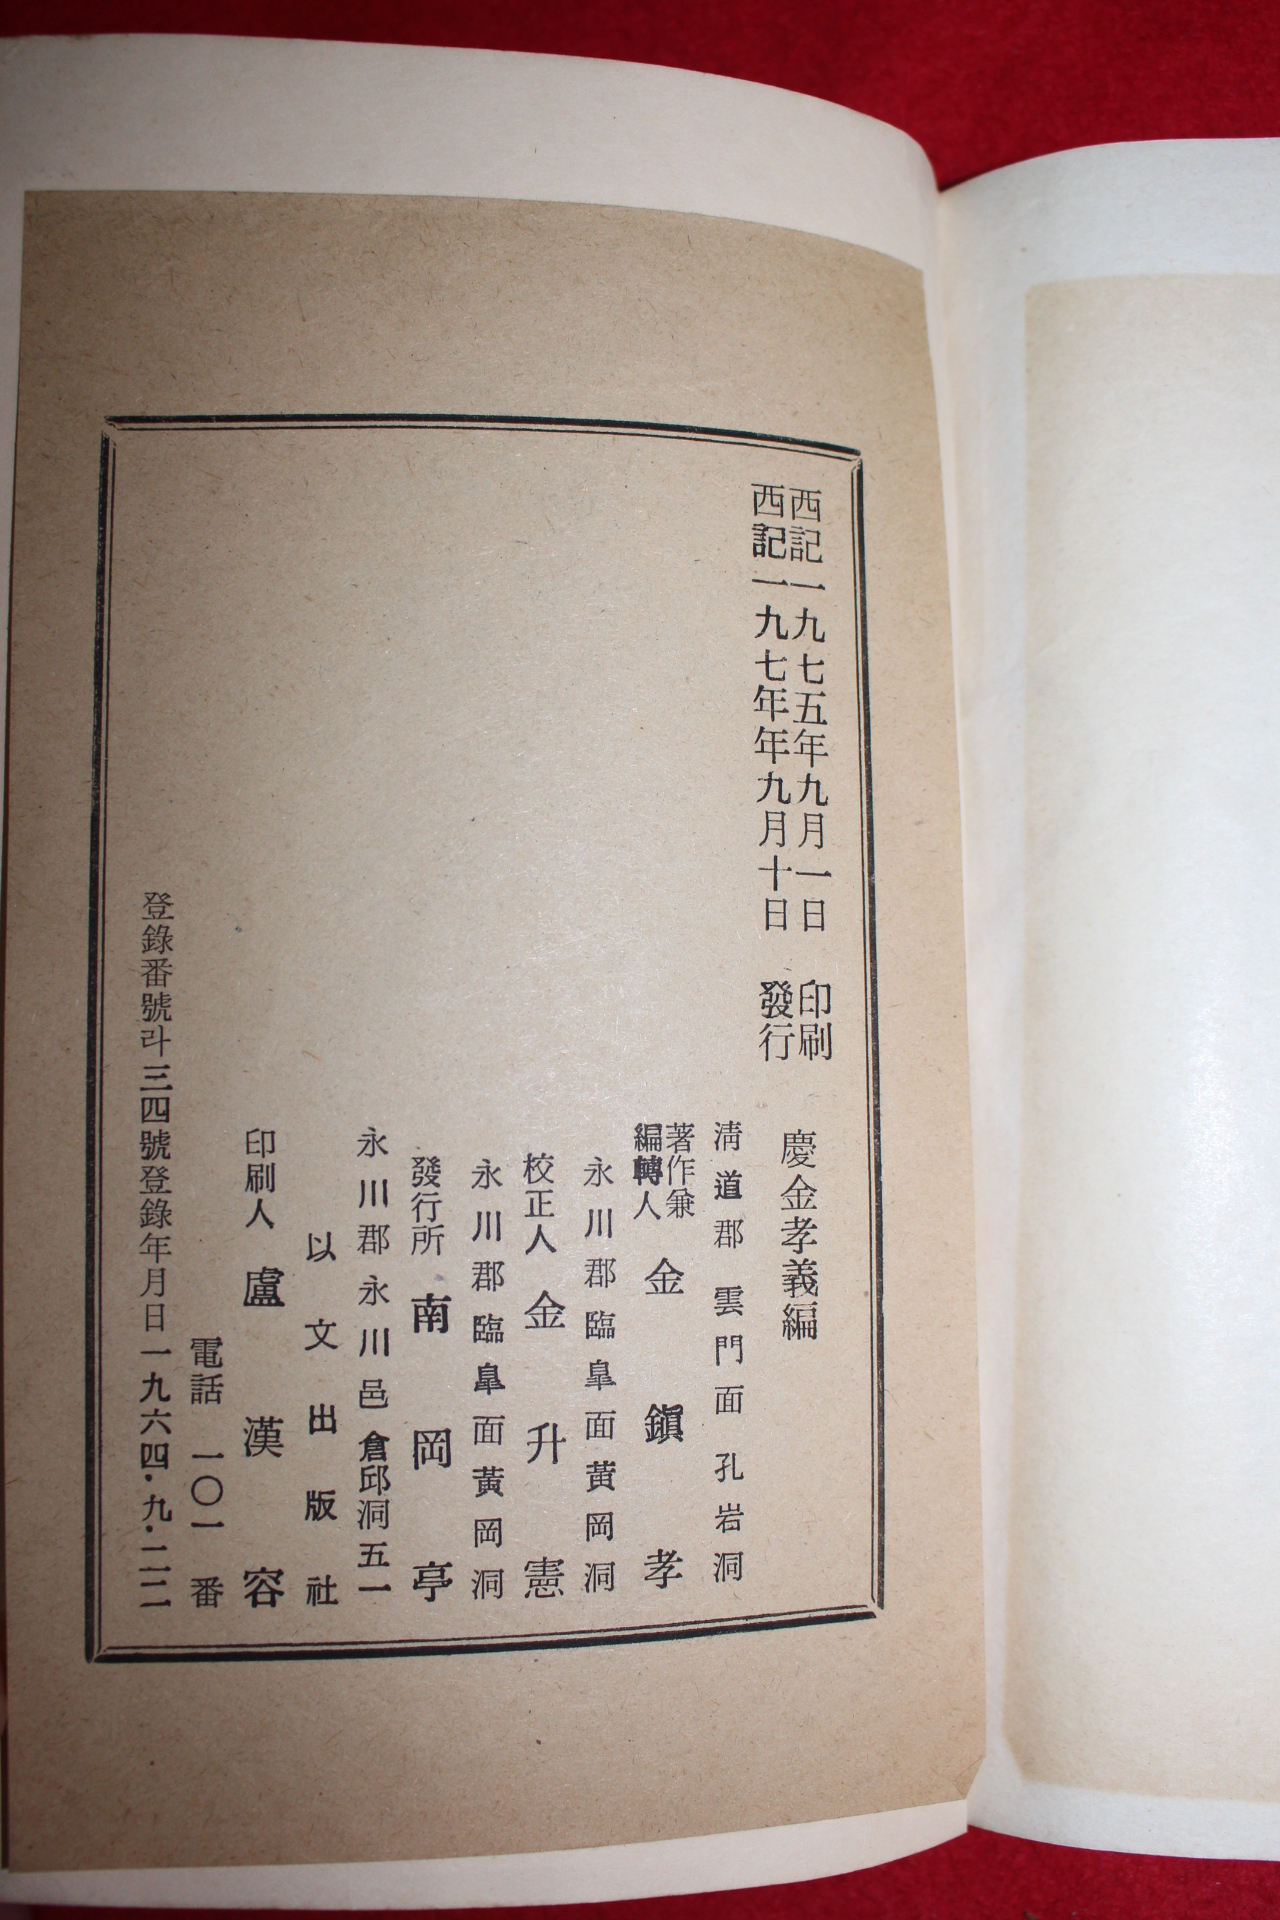 西記一九七五年九月一日 印刷
西記一九七年年九月十日 發行
慶金孝義編
淸道郡 雲門面 孔岩洞
著作兼
編轉人 金鎭孝
永川郡臨臯面黃岡洞
校正人 金升憲
永川郡臨臯面黃岡洞
發行所 南岡亭
永川郡永川邑倉邱洞五一
以文出版社
印刷人 盧漢容
電話 一〇一番
登錄番號라三四號登錄年月日一九六四·九·二二